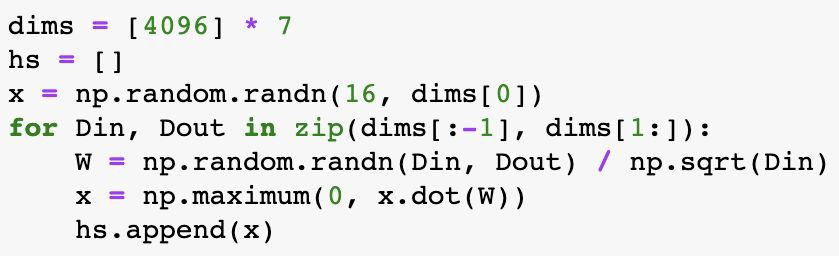 dims = [4096] * 7
hs = []
x = np.random.randn(16, dims[0])
for Din, Dout in zip(dims[:-1], dims[1:]):
    W = np.random.randn(Din, Dout) / np.sqrt(Din)
    x = np.maximum(0, x.dot(W))
    hs.append(x)